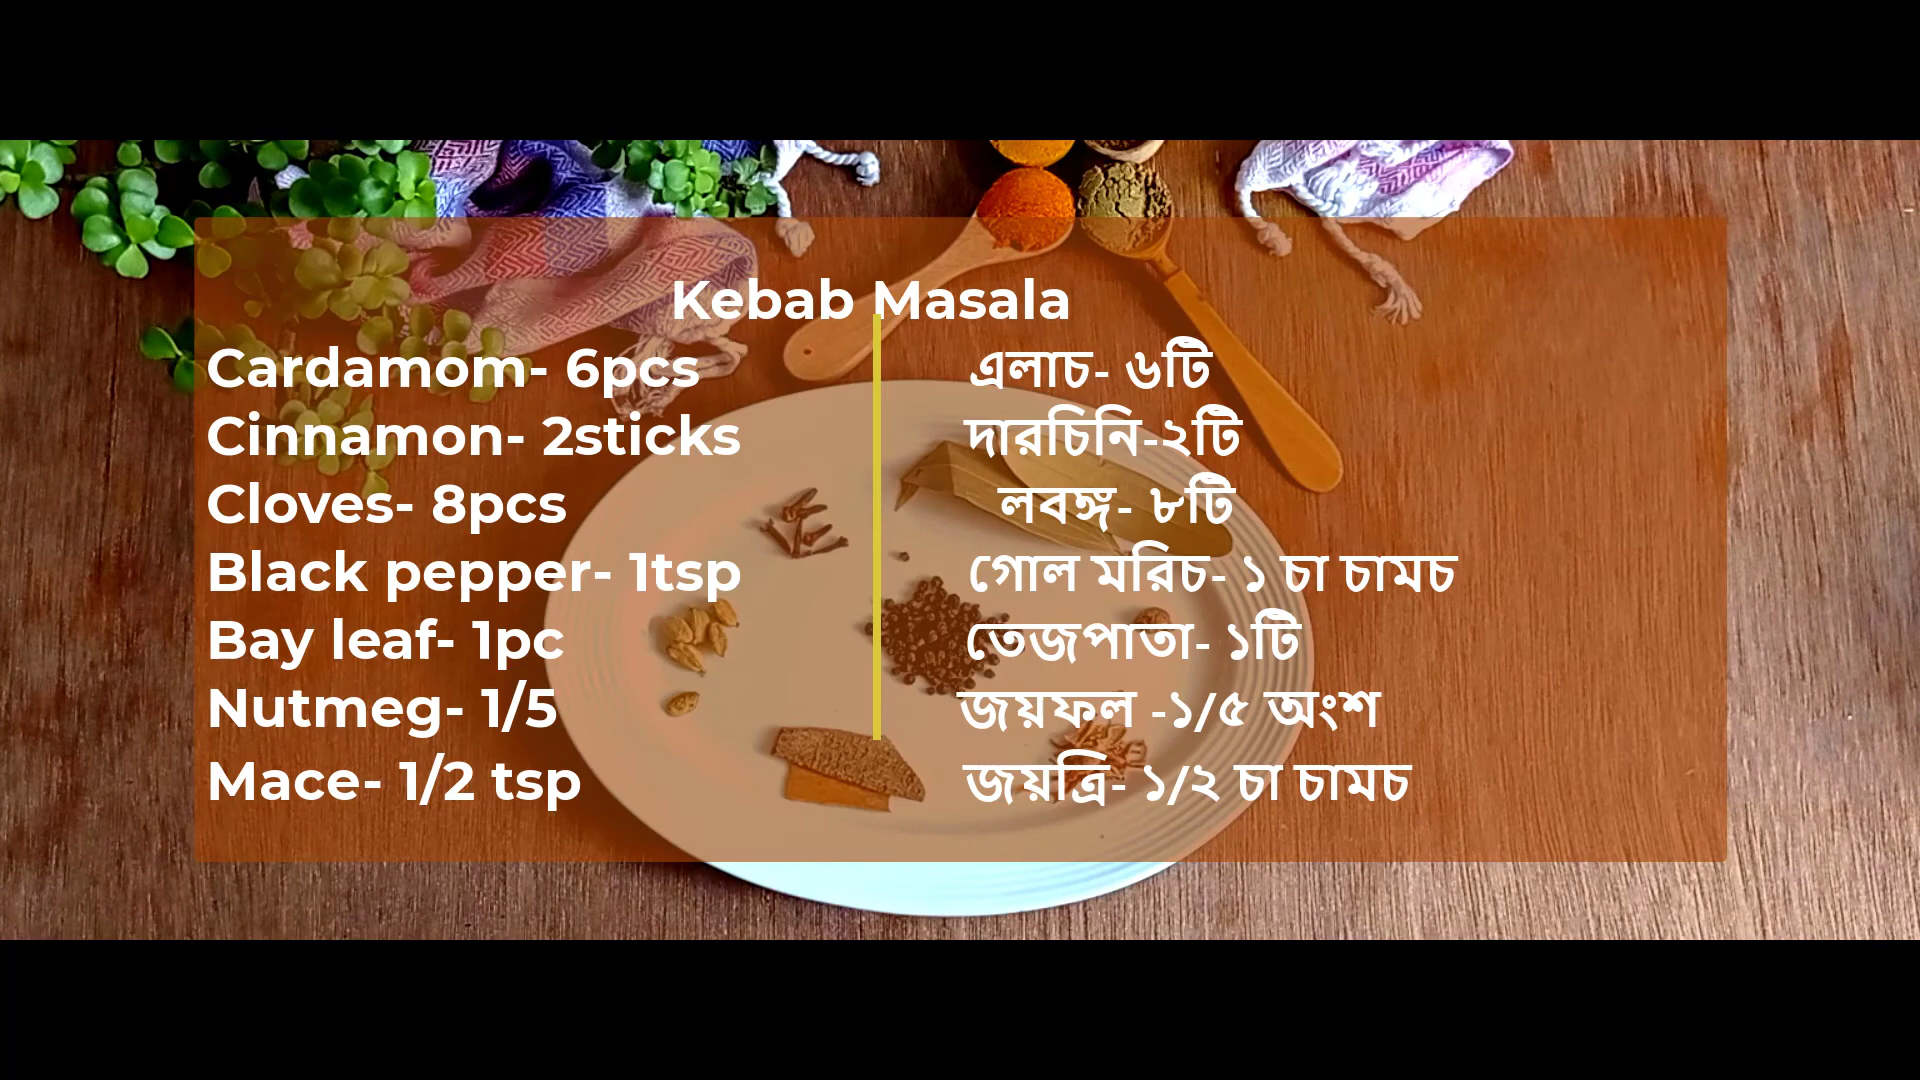 Kebab Masala
Cardamom- 6pcs
Cinnamon- 2sticks
Cloves- 8pcs
Black pepper- 1tsp
Bay leaf- 1pc
Nutmeg- 1/5
Mace- 1/2 tsp
এলাচ- ৬টি
দারচিনি-২টি
লবঙ্গ- ৮টি
গোল মরিচ- ১ চা চামচ
তেজপাতা- ১টি
জয়ফল -১/৫ অংশ
জয়ত্রি- ১/২ চা চামচ